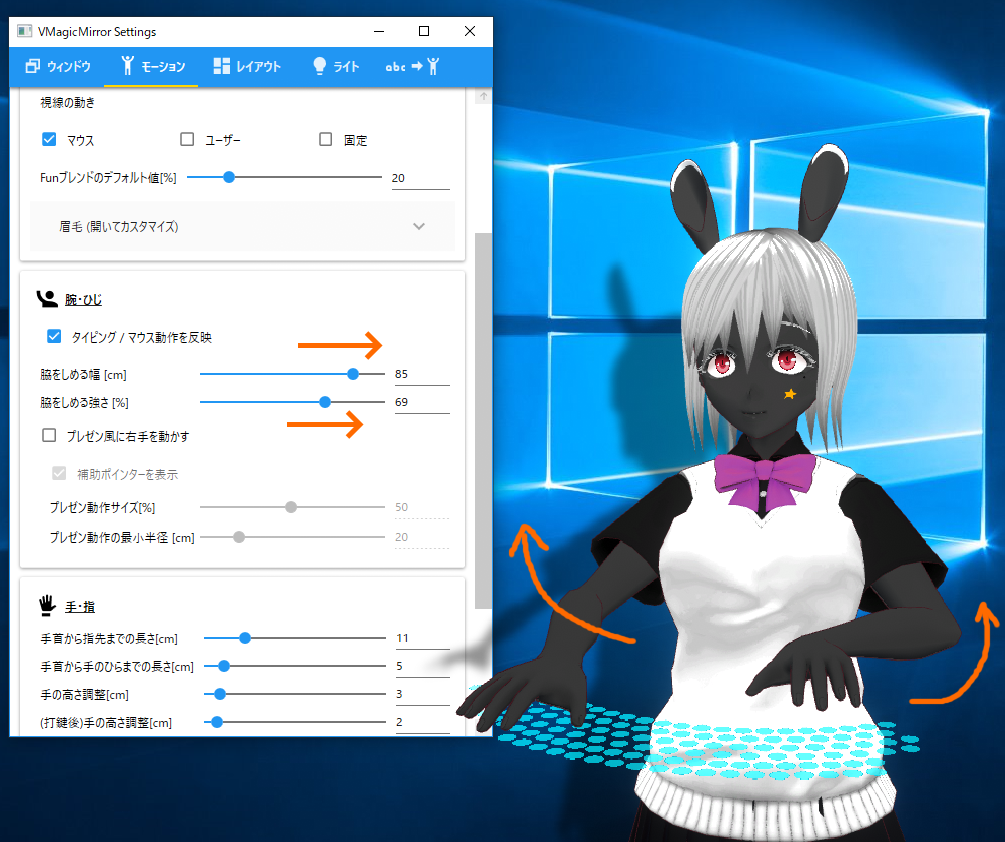 VMagicMirror Settings
ウィンドウ
モーション
レイアウト
ライト
abc
視線の動き
マウス
ユーザー
固定
Funブレンドのデフォルト値[%]
20
眉毛 (開いてカスタマイズ)
腕・ひじ
タイピング / マウス動作を反映
脇をしめる幅 [cm]
85
脇をしめる強さ [%]
69
プレゼン風に右手を動かす
補助ポインターを表示
プレゼン動作サイズ[%]
50
プレゼン動作の最小半径 [cm]
20
手・指
手首から指先までの長さ[cm]
11
手首から手のひらまでの長さ[cm]
5
手の高さ調整[cm]
3
(打鍵後)手の高さ調整[cm]
2